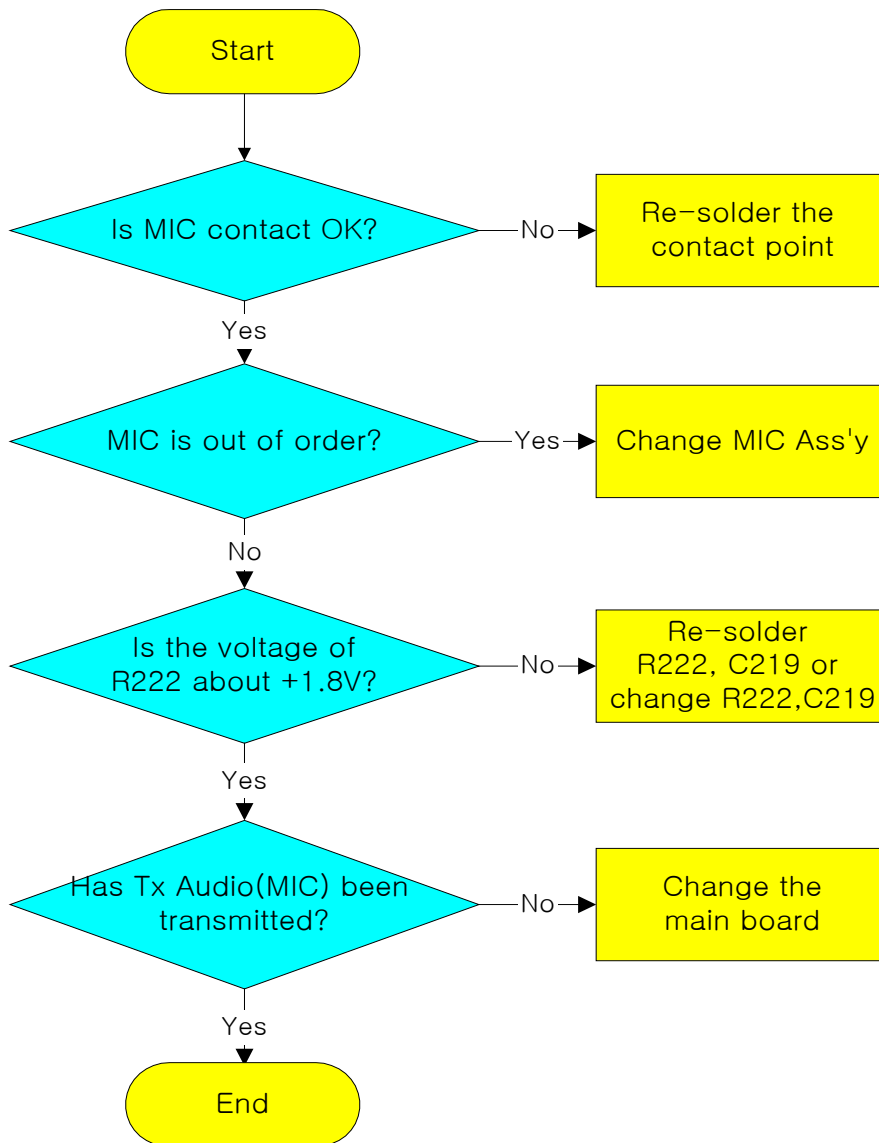 Start
Is MIC contact OK?
No
Re-solder the
contact point
Yes
MIC is out of order?
Yes
Change MIC Ass'y
No
Is the voltage of
R222 about +1.8V?
No
Re-solder
R222, C219 or
change R222,C219
Yes
Has Tx Audio(MIC) been
transmitted?
No
Change the
main board
Yes
End